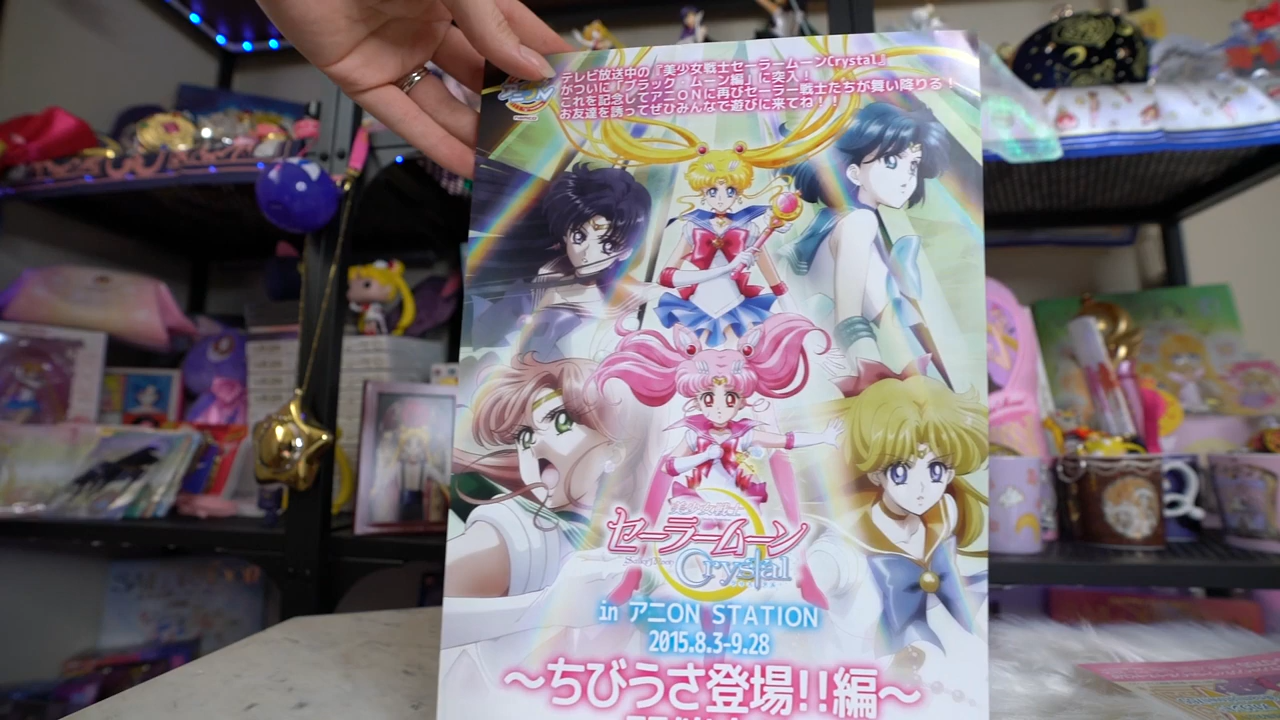 テレビ放送中の『美少女戦士セーラームーンCrystal』
がついに「ブラック・ムーン編」に突入!
これを記念してアニONに再びセーラー戦士たちが舞い降りる!
お友達を誘ってぜひみんなで遊びに来てね!!
美少女戦士
セーラームーン
Sailor Moon
Crystal
in アニON STATION
2015.8.3-9.28
～ちびうさ登場!!編～